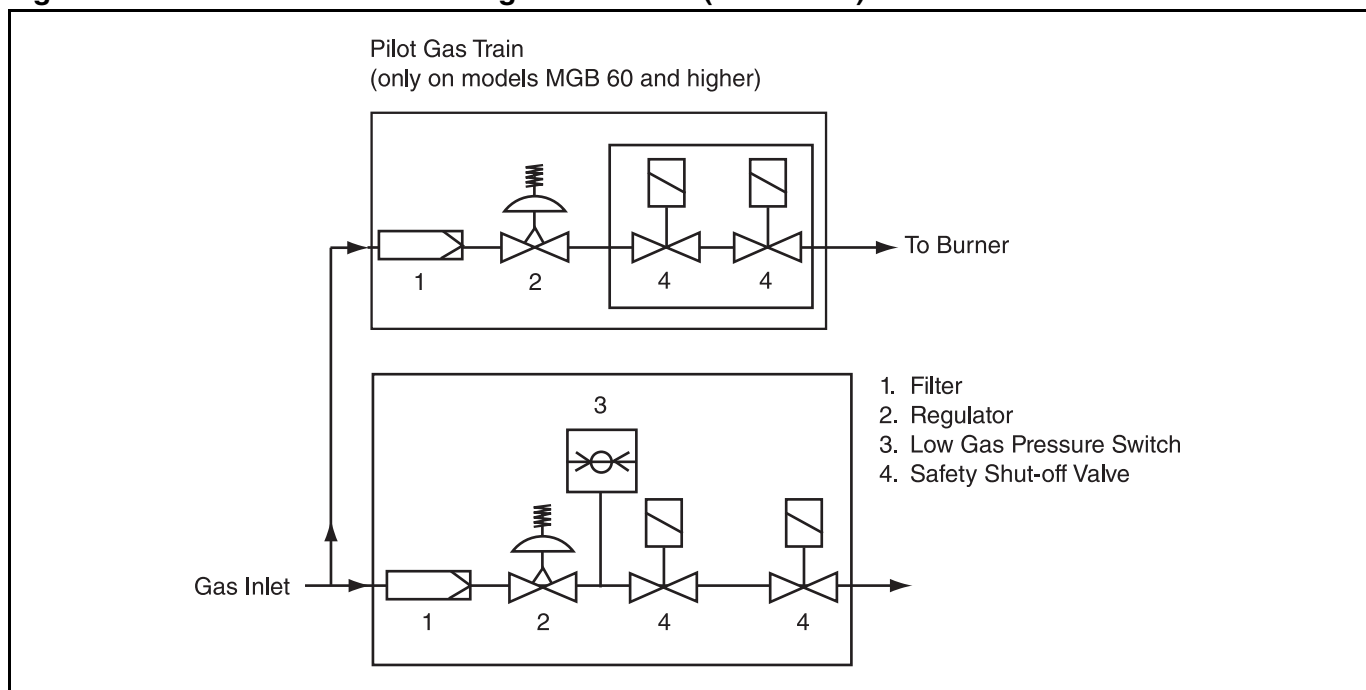 Pilot Gas Train
(only on models MGB 60 and higher)
1
2
4
4
To Burner
3
1. Filter
2. Regulator
3. Low Gas Pressure Switch
4. Safety Shut-off Valve
Gas Inlet
1
2
4
4